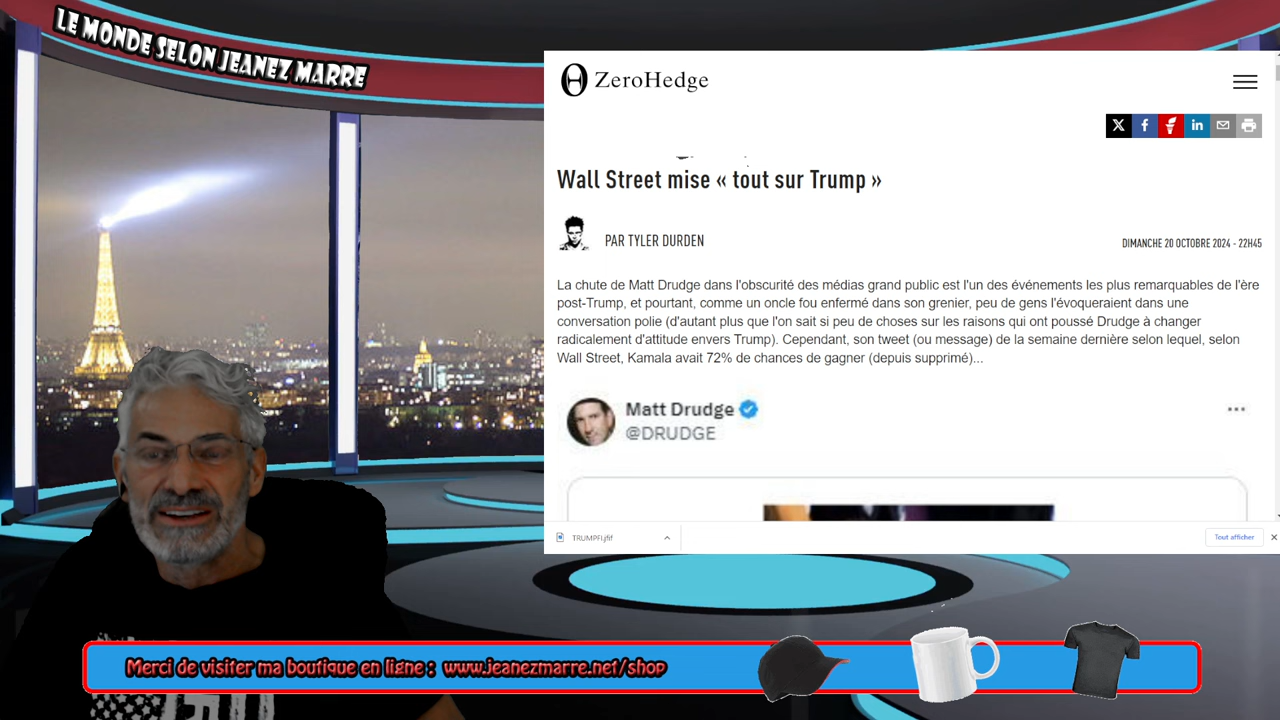 LE MONDE SELON JEANEZ MARRE
ZeroHedge
Wall Street mise « tout sur Trump »
PAR TYLER DURDEN
DIMANCHE 20 OCTOBRE 2024 - 22H45
La chute de Matt Drudge dans l'obscurité des médias grand public est l'un des événements les plus remarquables de l'ère
post-Trump, et pourtant, comme un oncle fou enfermé dans son grenier, peu de gens l'évoqueraient dans une
conversation polie (d'autant plus que l'on sait si peu de choses sur les raisons qui ont poussé Drudge à changer
radicalement d'attitude envers Trump). Cependant, son tweet (ou message) de la semaine dernière selon lequel, selon
Wall Street, Kamala avait 72% de chances de gagner (depuis supprimé)...
Matt Drudge
@DRUDGE
TRUMPFI.jfif
Tout afficher
Merci de visiter ma boutique en ligne : www.jeanezmarre.net/shop